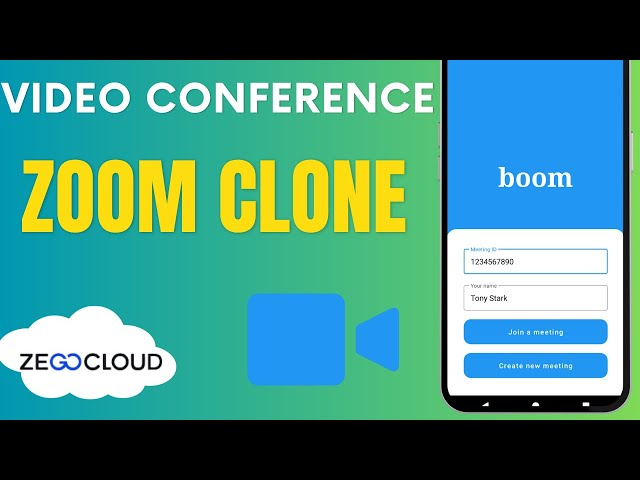 VIDEO CONFERENCE
ZOOM CLONE
ZEGOCLOUD
boom
Meeting ID
1234567890
Your name
Tony Stark
Join a meeting
Create new meeting